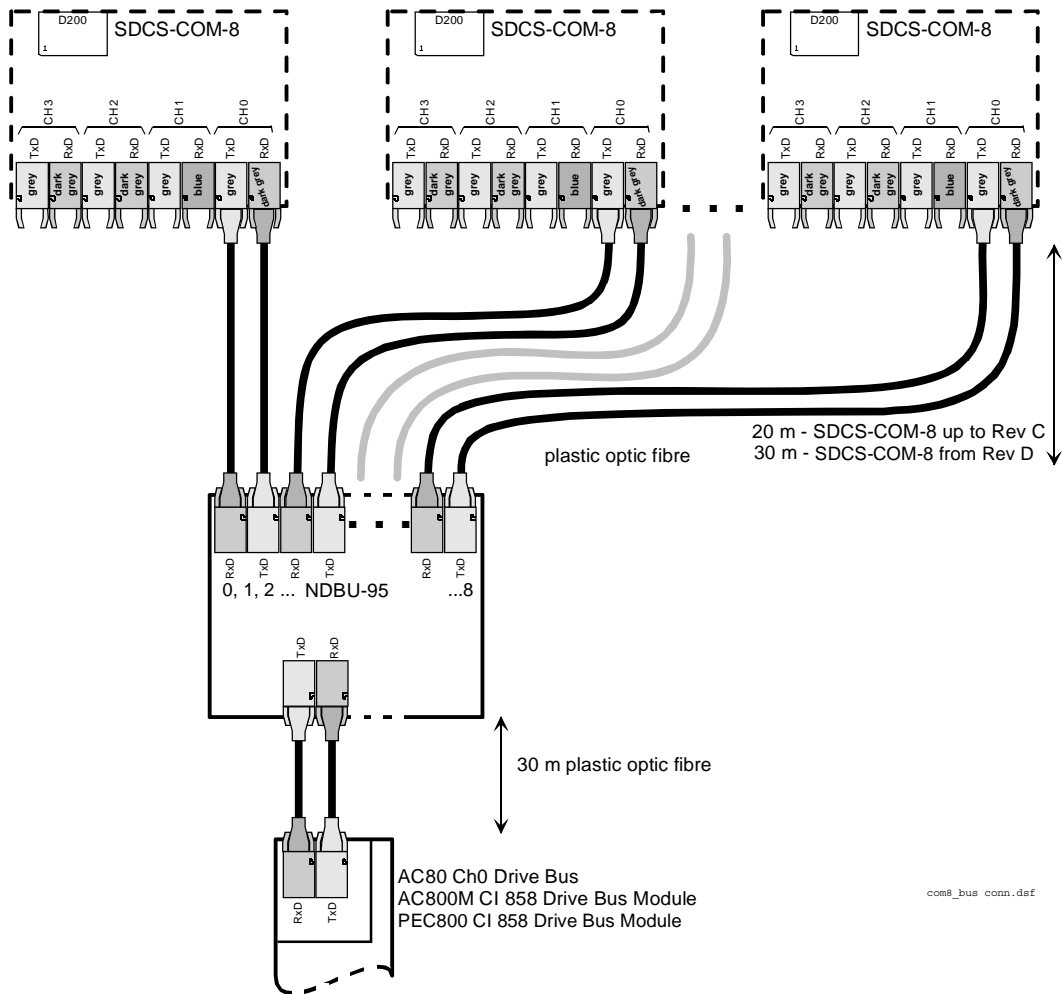 D200
1
SDCS-COM-8
D200
1
SDCS-COM-8
D200
1
SDCS-COM-8
CH3
CH2
CH1
CH0
CH3
CH2
CH1
CH0
CH3
CH2
CH1
CH0
TxD
RxD
TxD
RxD
TxD
RxD
TxD
RxD
TxD
RxD
TxD
RxD
TxD
RxD
TxD
RxD
TxD
RxD
TxD
RxD
TxD
RxD
TxD
RxD
grey
dark
grey
grey
dark
grey
grey
blue
grey
dark grey
grey
dark
grey
grey
dark
grey
grey
blue
grey
dark grey
grey
dark
grey
grey
dark
grey
grey
blue
grey
dark grey
20 m - SDCS-COM-8 up to Rev C
30 m - SDCS-COM-8 from Rev D
plastic optic fibre
RxD
TxD
RxD
TxD
RxD
TxD
0, 1, 2 ... NDBU-95 ...8
TxD
RxD
30 m plastic optic fibre
RxD
TxD
AC80 Ch0 Drive Bus
AC800M CI 858 Drive Bus Module
PEC800 CI 858 Drive Bus Module
com8_bus conn.dsf